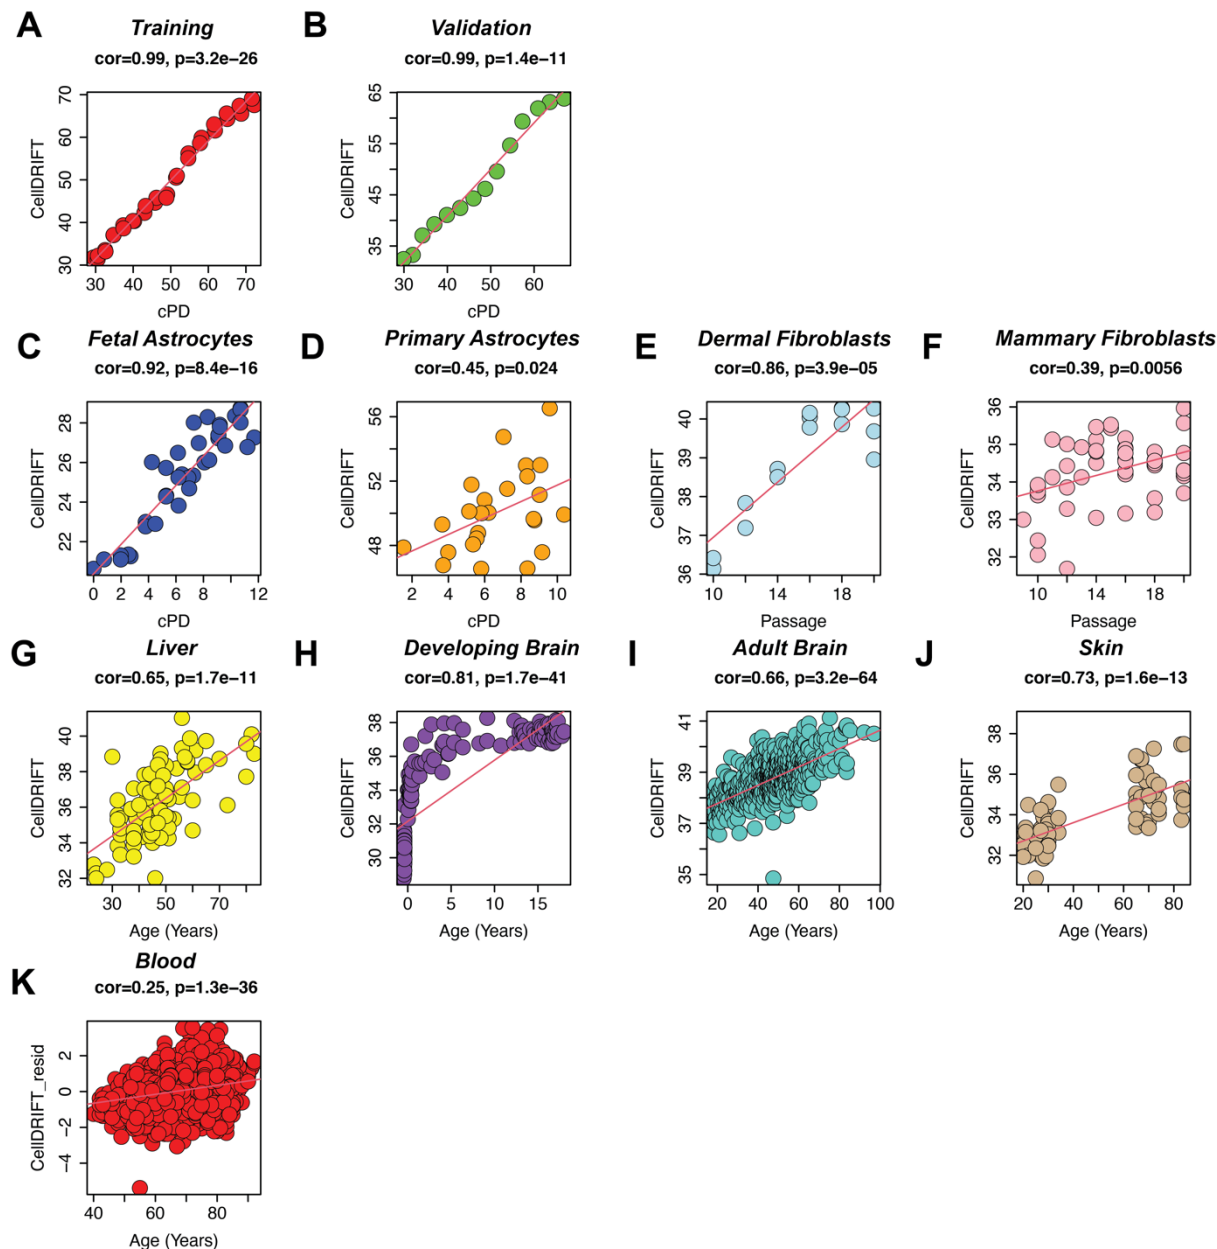 A Training
cor=0.99, p=3.2e−26
CellDRIFT
70
60
50
40
30
30 40 50 60 70
cPD
B Validation
cor=0.99, p=1.4e−11
CellDRIFT
65
55
45
35
30 40 50 60
cPD
C Fetal Astrocytes
cor=0.92, p=8.4e−16
CellDRIFT
28
26
24
22
0 2 4 6 8 10 12
cPD
D Primary Astrocytes
cor=0.45, p=0.024
CellDRIFT
56
52
48
2 4 6 8 10
cPD
E Dermal Fibroblasts
cor=0.86, p=3.9e−05
CellDRIFT
40
39
38
37
36
10 14 18
Passage
F Mammary Fibroblasts
cor=0.39, p=0.0056
CellDRIFT
36
35
34
33
32
10 14 18
Passage
G Liver
cor=0.65, p=1.7e−11
CellDRIFT
40
38
36
34
32
30 50 70
Age (Years)
H Developing Brain
cor=0.81, p=1.7e−41
CellDRIFT
38
36
34
32
30
0 5 10 15
Age (Years)
I Adult Brain
cor=0.66, p=3.2e−64
CellDRIFT
41
39
37
35
20 40 60 80 100
Age (Years)
J Skin
cor=0.73, p=1.6e−13
CellDRIFT
38
35
32
20 40 60 80
Age (Years)
K Blood
cor=0.25, p=1.3e−36
CellDRIFT_resid
2
0
−2
−4
40 60 80
Age (Years)